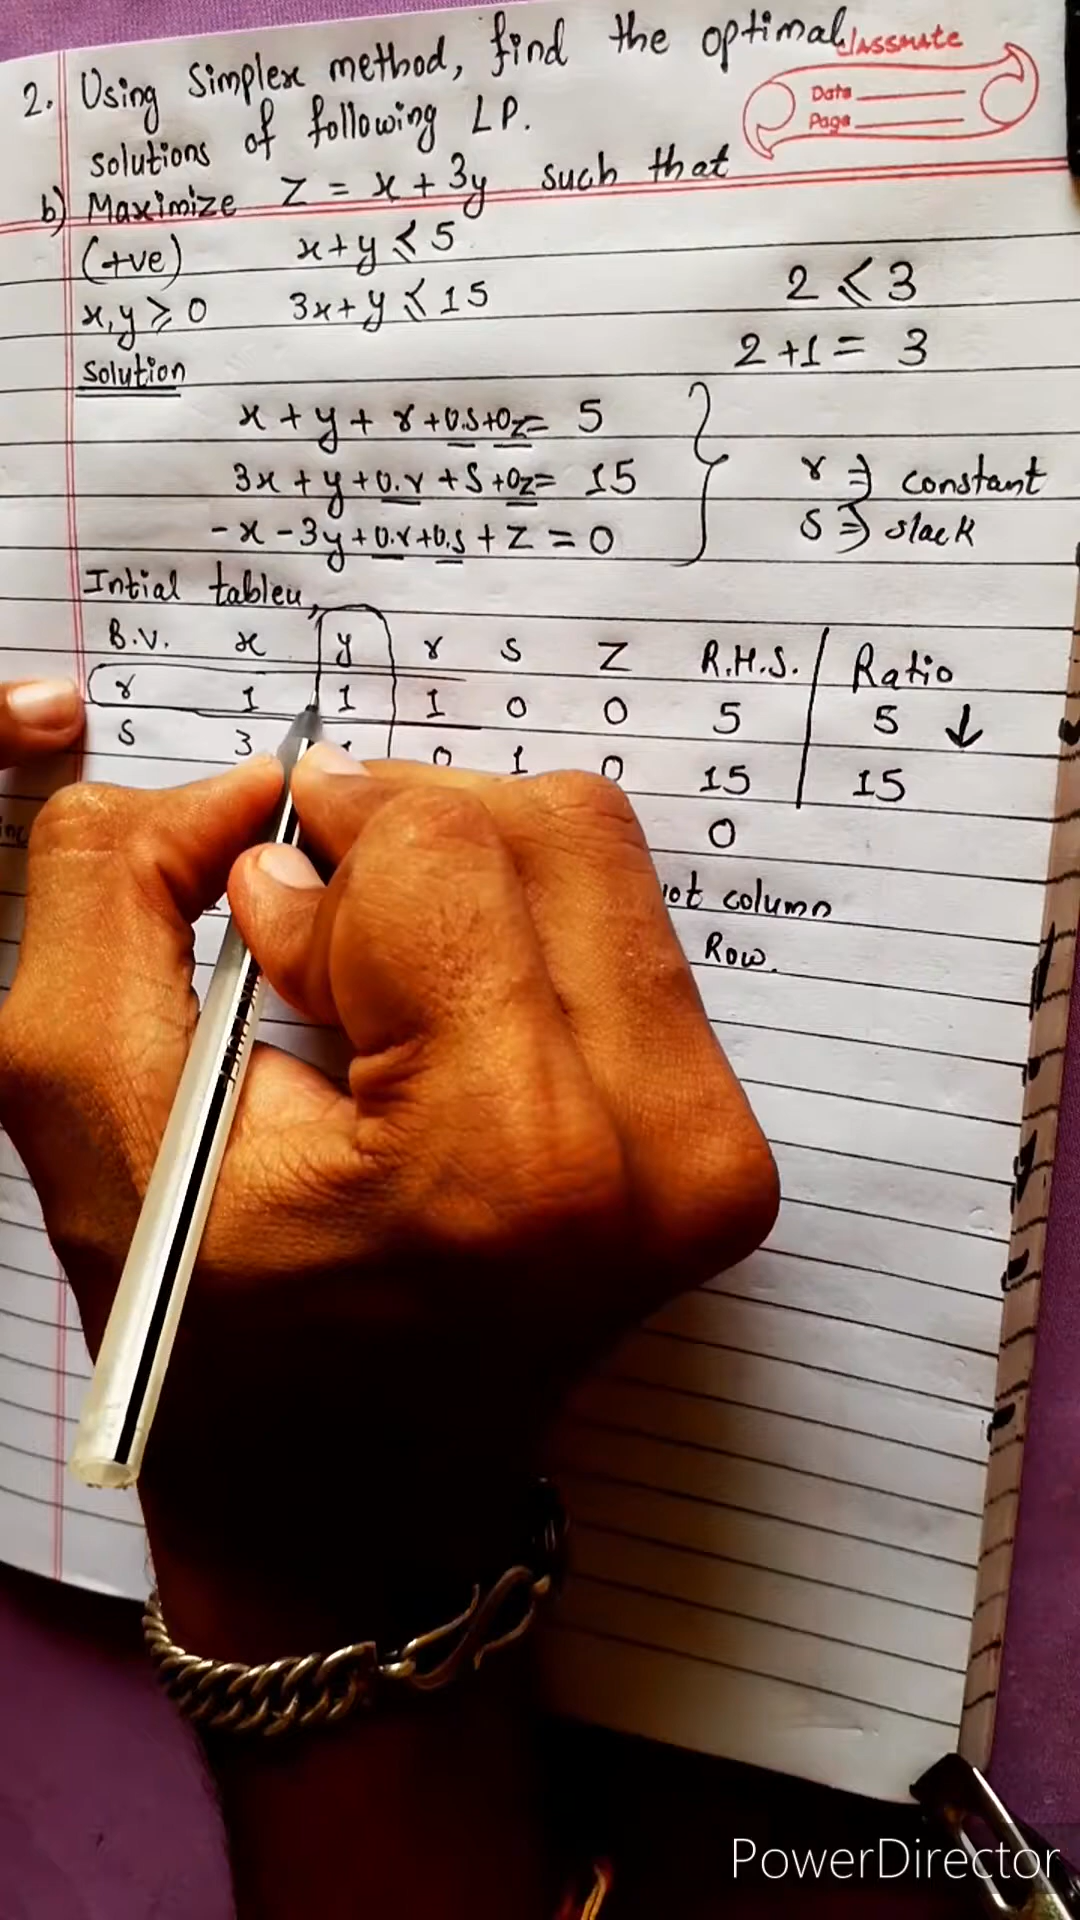 classmate
Date
Page
2. Using Simplex method, find the optimal
solutions of following LP.
b) Maximize Z = x + 3y such that
(+ve) x + y ⩽ 5
x, y ⩾ 0 3x + y ⩽ 15
2 ⩽ 3
2 + 1 = 3
Solution
x + y + r + 0.s + 0z = 5
3x + y + 0.r + s + 0z = 15
r ⇒ constant
-x - 3y + 0.r + 0.s + z = 0
s ⇒ slack
Intial tableu,
B.V. x y r s Z R.H.S. Ratio
r 1 1 1 0 0 5 5 ↓
s 3 0 1 0 15 15
0
column
Row.
PowerDirector